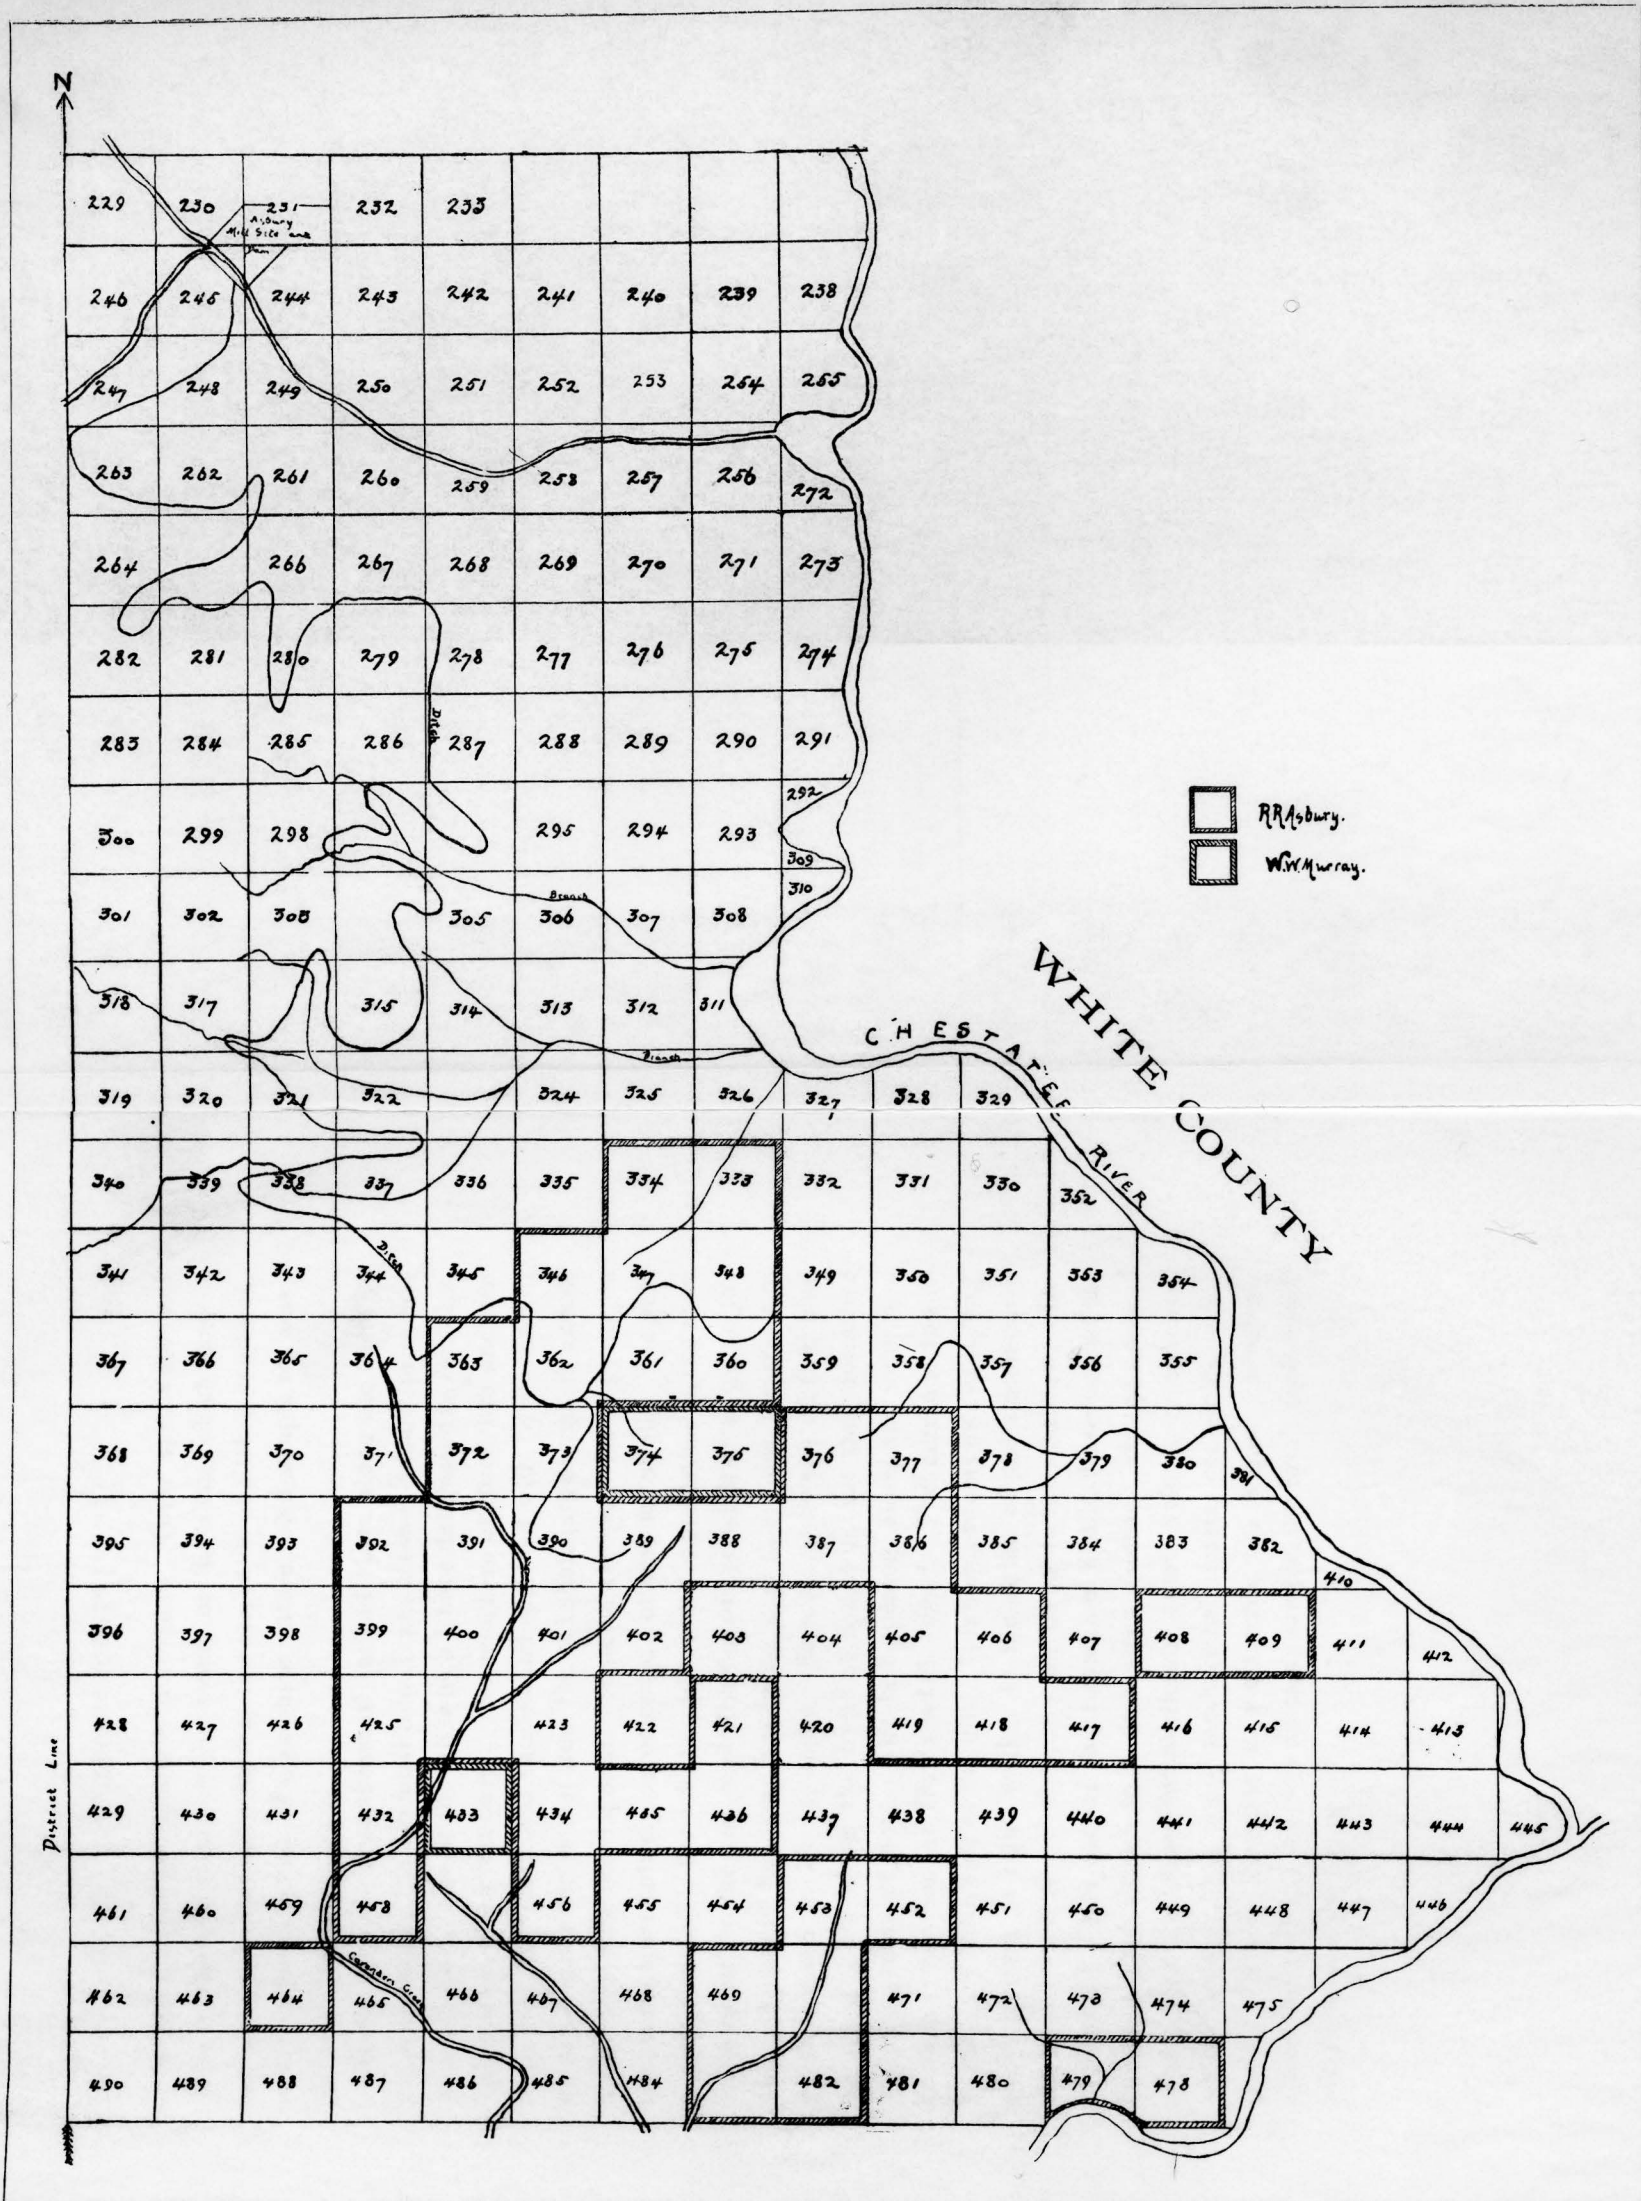 N
229 230 231 232 233
Asbury
Mill Site and
Dam
246 245 244 243 242 241 240 239 238
247 248 249 250 251 252 253 254 255
263 262 261 260 259 258 257 256 272
264 266 267 268 269 270 271 273
282 281 280 279 278 277 276 275 274
Ditch
283 284 285 286 287 288 289 290 291
292
300 299 298 295 294 293
309
RRAsbury.
W.W.Murray.
310
Branch
301 302 303 305 306 307 308
318 317 315 314 313 312 311
WHITE COUNTY
CHESTATEE RIVER
Branch
319 320 321 322 324 325 326 327 328 329
340 339 338 337 336 335 334 333 332 331 330 352
Ditch
341 342 343 344 345 346 347 348 349 350 351 353 354
367 366 365 364 363 362 361 360 359 358 357 356 355
368 369 370 371 372 373 374 375 376 377 378 379 380 381
395 394 393 392 391 390 389 388 387 386 385 384 383 382
410
396 397 398 399 400 401 402 403 404 405 406 407 408 409 411 412
428 427 426 425 423 422 421 420 419 418 417 416 415 414 413
District Line
429 430 431 432 433 434 435 436 437 438 439 440 441 442 443 444 445
461 460 459 458 456 455 454 453 452 451 450 449 448 447 446
Cavenders Creek
462 463 464 465 466 467 468 469 471 472 473 474 475
490 489 488 487 486 485 484 482 481 480 479 478